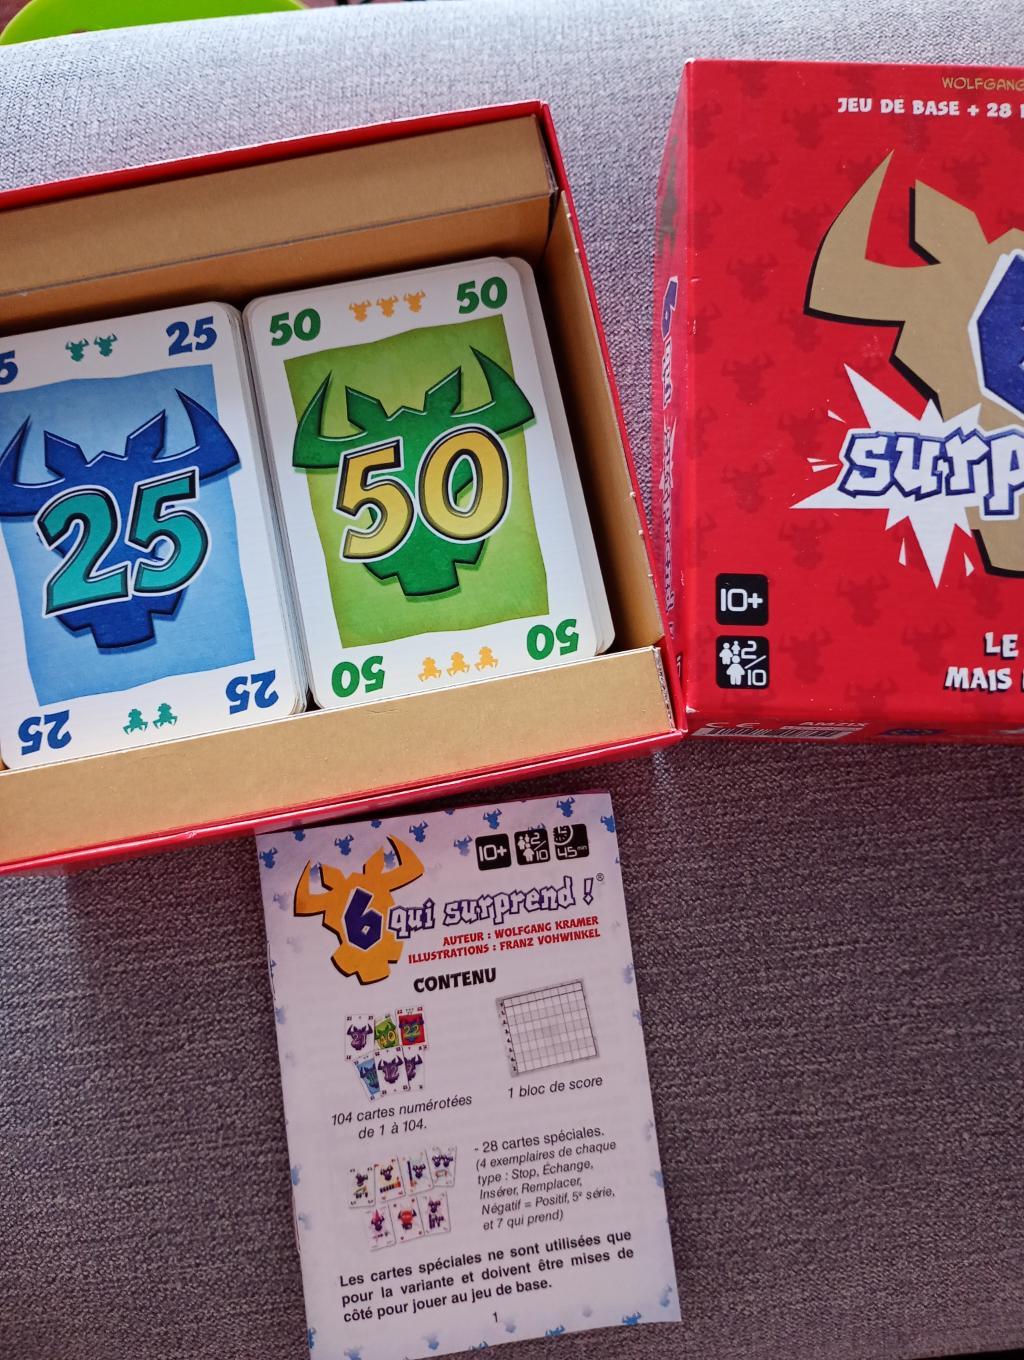 WOLFGANG
JEU DE BASE + 28
surp
10+
2/10
LE
MAIS
25
25
25
25
50
50
50
50
50
6 qui surprend !®
10+
2/10
45 min
AUTEUR : WOLFGANG KRAMER
ILLUSTRATIONS : FRANZ VOHWINKEL
CONTENU
104 cartes numérotées
de 1 à 104.
1 bloc de score
- 28 cartes spéciales.
(4 exemplaires de chaque
type : Stop, Échange,
Insérer, Remplacer,
Négatif = Positif, 5e série,
et 7 qui prend)
Les cartes spéciales ne sont utilisées que
pour la variante et doivent être mises de
côté pour jouer au jeu de base.
1